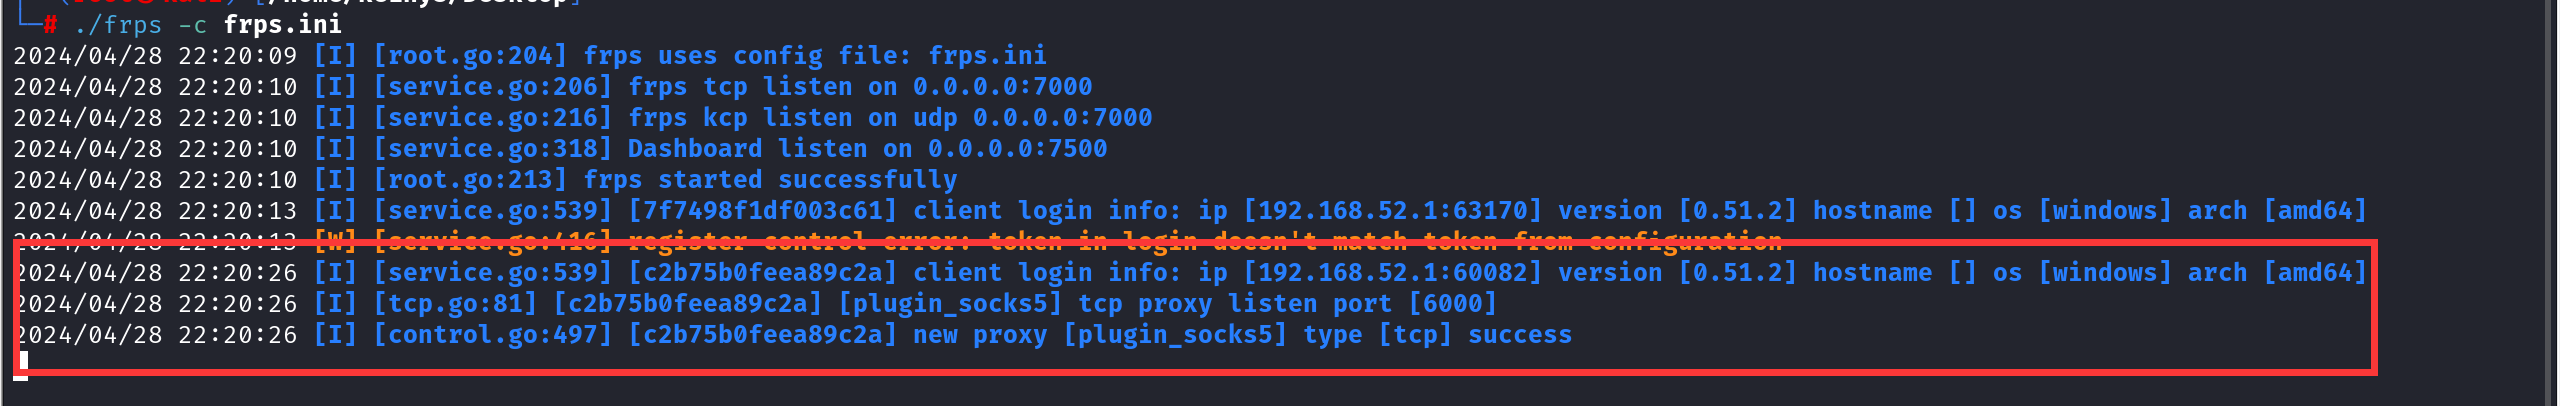 └─# ./frps -c frps.ini
2024/04/28 22:20:09 [I] [root.go:204] frps uses config file: frps.ini
2024/04/28 22:20:10 [I] [service.go:206] frps tcp listen on 0.0.0.0:7000
2024/04/28 22:20:10 [I] [service.go:216] frps kcp listen on udp 0.0.0.0:7000
2024/04/28 22:20:10 [I] [service.go:318] Dashboard listen on 0.0.0.0:7500
2024/04/28 22:20:10 [I] [root.go:213] frps started successfully
2024/04/28 22:20:13 [I] [service.go:539] [7f7498f1df003c61] client login info: ip [192.168.52.1:63170] version [0.51.2] hostname [] os [windows] arch [amd64]
2024/04/28 22:20:13 [W] [service.go:416] register control error: token in login doesn't match token from configuration
2024/04/28 22:20:26 [I] [service.go:539] [c2b75b0feea89c2a] client login info: ip [192.168.52.1:60082] version [0.51.2] hostname [] os [windows] arch [amd64]
2024/04/28 22:20:26 [I] [tcp.go:81] [c2b75b0feea89c2a] [plugin_socks5] tcp proxy listen port [6000]
2024/04/28 22:20:26 [I] [control.go:497] [c2b75b0feea89c2a] new proxy [plugin_socks5] type [tcp] success